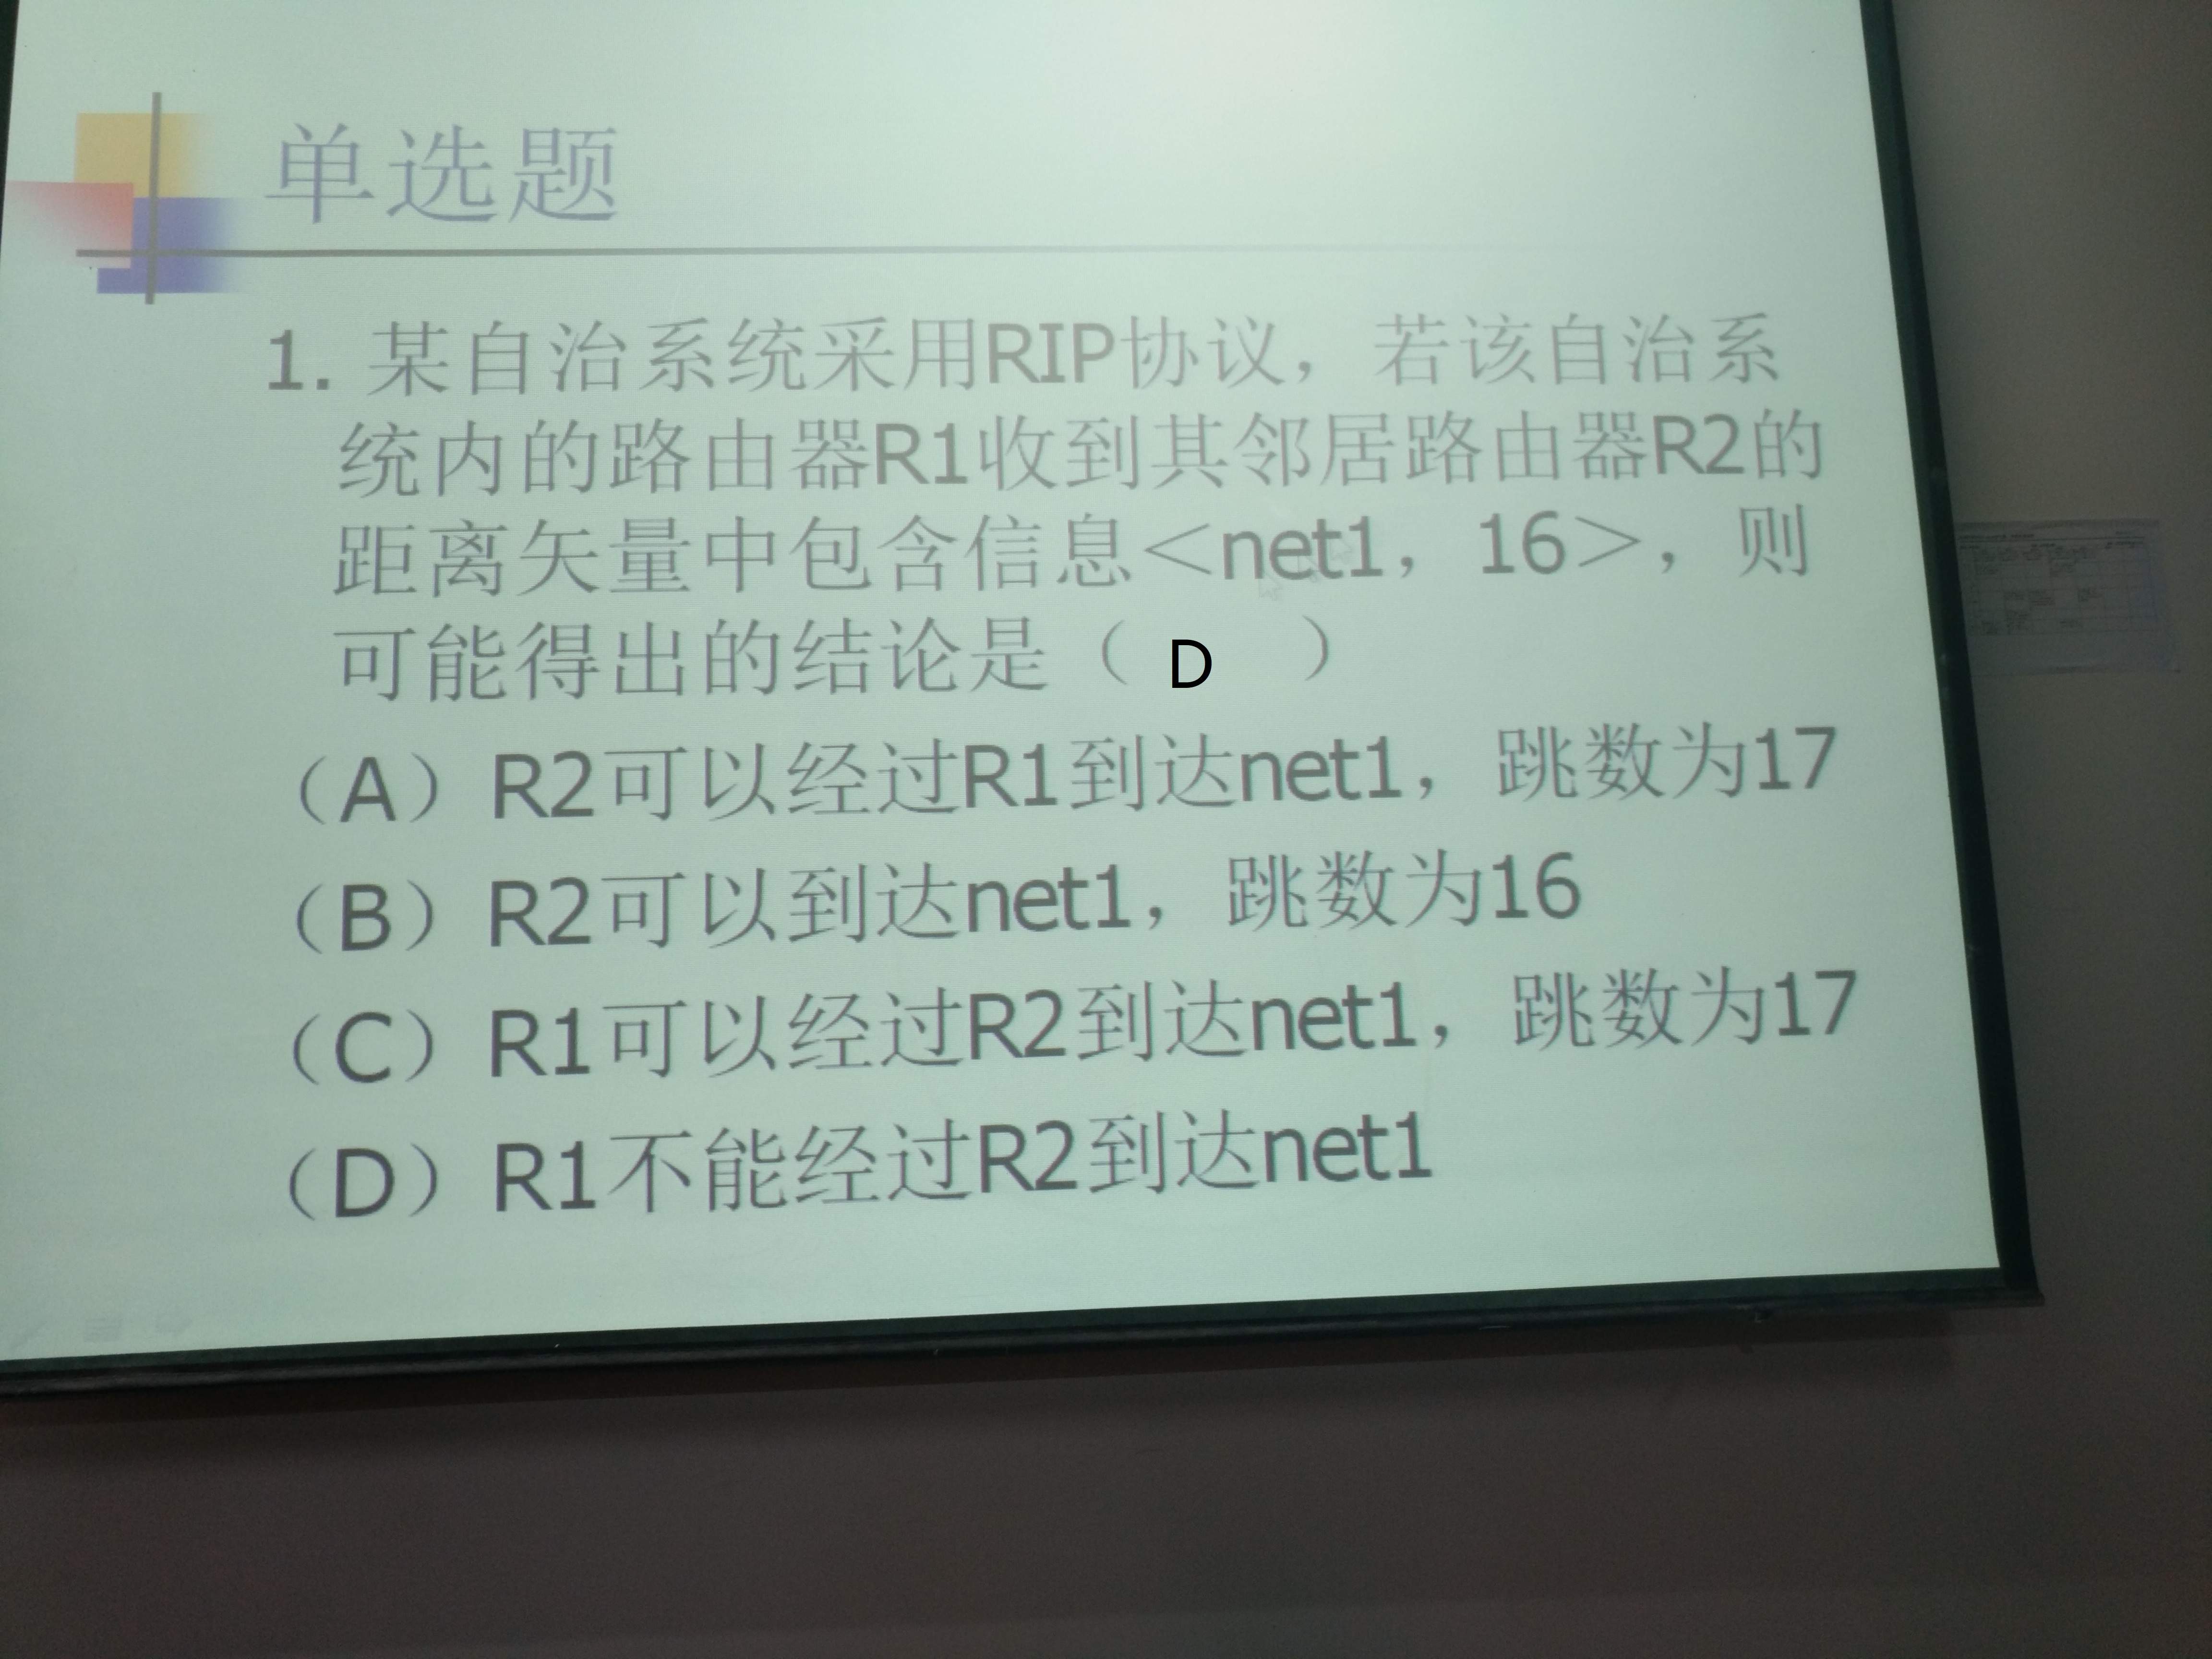 单选题
1. 某自治系统采用RIP协议，若该自治系
统内的路由器R1收到其邻居路由器R2的
距离矢量中包含信息＜net1，16＞，则
可能得出的结论是（ D ）
（A）R2可以经过R1到达net1，跳数为17
（B）R2可以到达net1，跳数为16
（C）R1可以经过R2到达net1，跳数为17
（D）R1不能经过R2到达net1